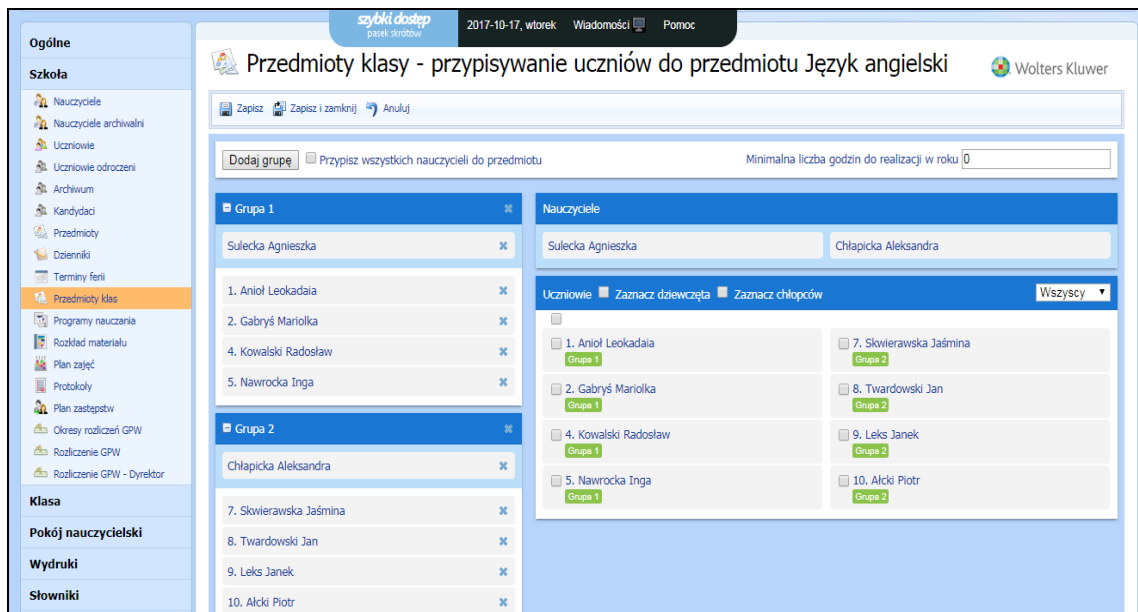 szybki dostęp
pasek skrótów
2017-10-17, wtorek Wiadomości Pomoc
Ogólne
Szkoła
Nauczyciele
Nauczyciele archiwalni
Uczniowie
Uczniowie odroczeni
Archiwum
Kandydaci
Przedmioty
Dzienniki
Terminy ferii
Przedmioty klas
Programy nauczania
Rozkład materiału
Plan zajęć
Protokoły
Plan zastępstw
Okresy rozliczeń GPW
Rozliczenie GPW
Rozliczenie GPW - Dyrektor
Klasa
Pokój nauczycielski
Wydruki
Słowniki
Przedmioty klasy - przypisywanie uczniów do przedmiotu Język angielski
Wolters Kluwer
Zapisz Zapisz i zamknij Anuluj
Dodaj grupę Przypisz wszystkich nauczycieli do przedmiotu Minimalna liczba godzin do realizacji w roku 0
Grupa 1
Sulecka Agnieszka
1. Anioł Leokadaia
2. Gabryś Mariolka
4. Kowalski Radosław
5. Nawrocka Inga
Grupa 2
Chłapicka Aleksandra
7. Skwierawska Jaśmina
8. Twardowski Jan
9. Leks Janek
10. Ałcki Piotr
Nauczyciele
Sulecka Agnieszka Chłapicka Aleksandra
Uczniowie Zaznacz dziewczęta Zaznacz chłopców Wszyscy
1. Anioł Leokadaia
Grupa 1
2. Gabryś Mariolka
Grupa 1
4. Kowalski Radosław
Grupa 1
5. Nawrocka Inga
Grupa 1
7. Skwierawska Jaśmina
Grupa 2
8. Twardowski Jan
Grupa 2
9. Leks Janek
Grupa 2
10. Ałcki Piotr
Grupa 2